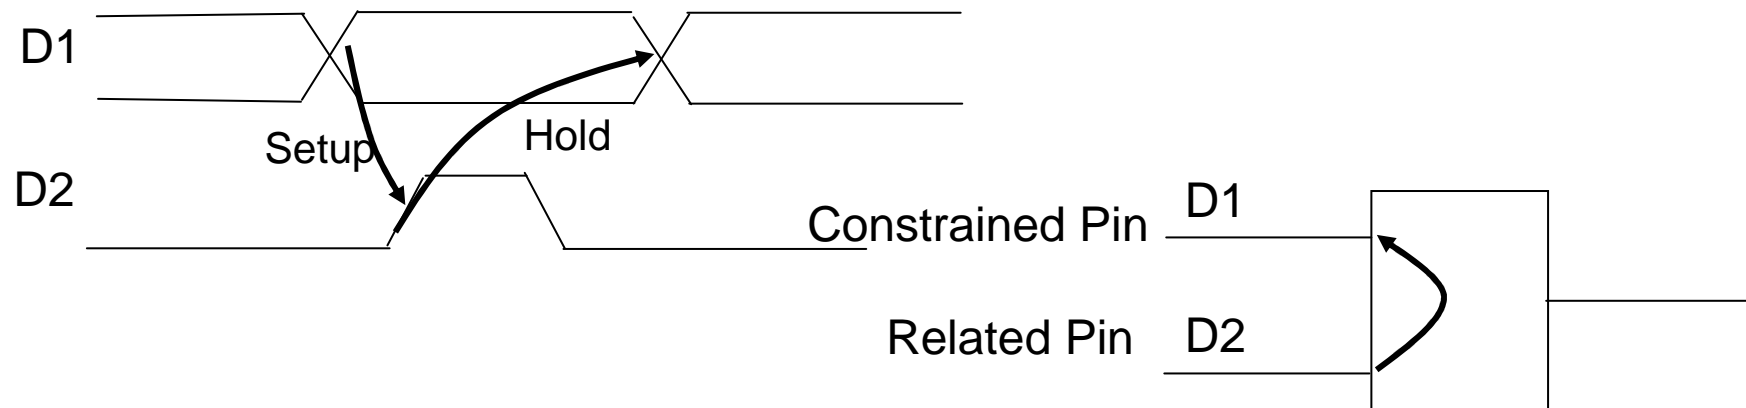 D1
Setup
Hold
D2
Constrained Pin
D1
Related Pin
D2